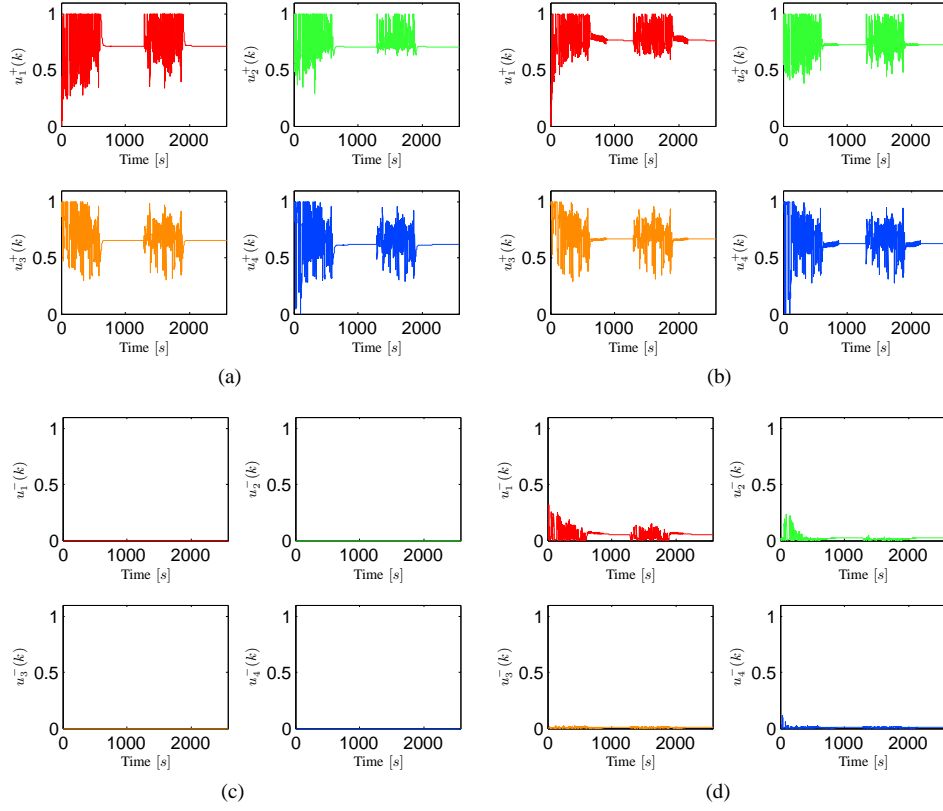 1
0.5
0
u₁⁺(k)
0 1000 2000
Time [s]
1
0.5
0
u₂⁺(k)
0 1000 2000
Time [s]
1
0.5
0
u₃⁺(k)
0 1000 2000
Time [s]
1
0.5
0
u₄⁺(k)
0 1000 2000
Time [s]
(a)
1
0.5
0
u₁⁺(k)
0 1000 2000
Time [s]
1
0.5
0
u₂⁺(k)
0 1000 2000
Time [s]
1
0.5
0
u₃⁺(k)
0 1000 2000
Time [s]
1
0.5
0
u₄⁺(k)
0 1000 2000
Time [s]
(b)
1
0.5
0
u₁⁻(k)
0 1000 2000
Time [s]
1
0.5
0
u₂⁻(k)
0 1000 2000
Time [s]
1
0.5
0
u₃⁻(k)
0 1000 2000
Time [s]
1
0.5
0
u₄⁻(k)
0 1000 2000
Time [s]
(c)
1
0.5
0
u₁⁻(k)
0 1000 2000
Time [s]
1
0.5
0
u₂⁻(k)
0 1000 2000
Time [s]
1
0.5
0
u₃⁻(k)
0 1000 2000
Time [s]
1
0.5
0
u₄⁻(k)
0 1000 2000
Time [s]
(d)